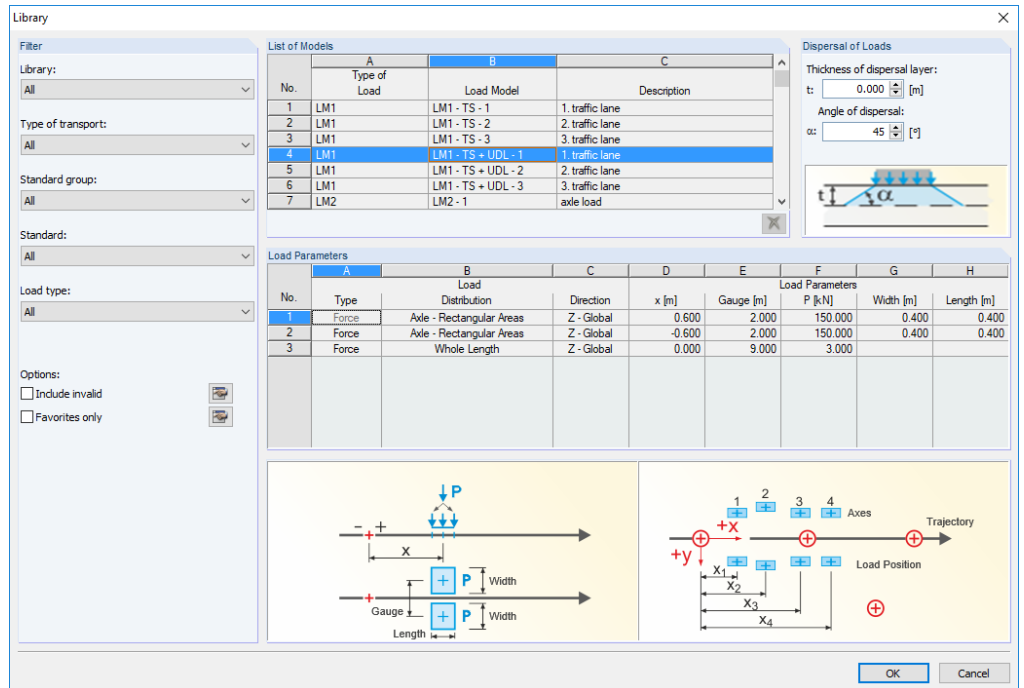 Library
Filter
Library:
All
Type of transport:
All
Standard group:
All
Standard:
All
Load type:
All
Options:
Include invalid
Favorites only
List of Models
A B C
No. Type of Load Load Model Description
1 LM1 LM1 - TS - 1 1. traffic lane
2 LM1 LM1 - TS - 2 2. traffic lane
3 LM1 LM1 - TS - 3 3. traffic lane
4 LM1 LM1 - TS + UDL - 1 1. traffic lane
5 LM1 LM1 - TS + UDL - 2 2. traffic lane
6 LM1 LM1 - TS + UDL - 3 3. traffic lane
7 LM2 LM2 - 1 axle load
Dispersal of Loads
Thickness of dispersal layer:
t: 0.000 [m]
Angle of dispersal:
α: 45 [º]
t α
Load Parameters
A B C D E F G H
Load Load Parameters
No. Type Distribution Direction x [m] Gauge [m] P [kN] Width [m] Length [m]
1 Force Axle - Rectangular Areas Z - Global 0.600 2.000 150.000 0.400 0.400
2 Force Axle - Rectangular Areas Z - Global -0.600 2.000 150.000 0.400 0.400
3 Force Whole Length Z - Global 0.000 9.000 3.000
P
− +
x
P Width
Gauge
P Width
Length
1 2 3 4 Axes
+x Trajectory
+y
Load Position
x1
x2
x3
x4
OK Cancel